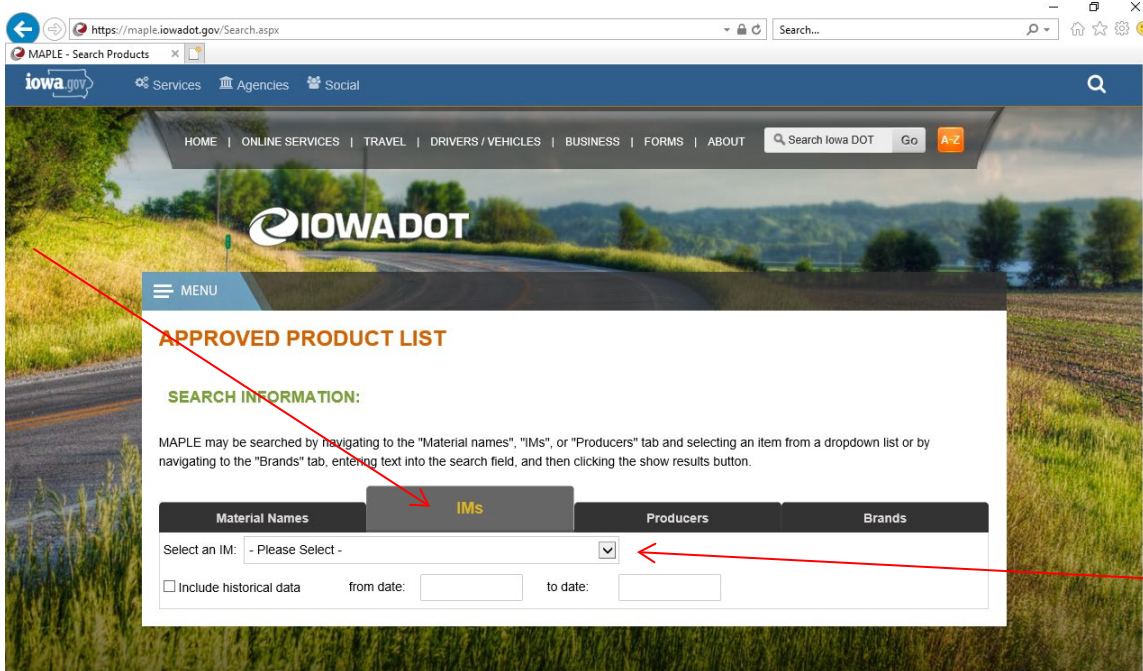 https://maple.iowadot.gov/Search.aspx
Search...
MAPLE - Search Products
iowa.gov Services Agencies Social
HOME | ONLINE SERVICES | TRAVEL | DRIVERS / VEHICLES | BUSINESS | FORMS | ABOUT Search Iowa DOT Go A-Z
IOWADOT
MENU
APPROVED PRODUCT LIST
SEARCH INFORMATION:
MAPLE may be searched by navigating to the "Material names", "IMs", or "Producers" tab and selecting an item from a dropdown list or by
navigating to the "Brands" tab, entering text into the search field, and then clicking the show results button.
Material Names IMs Producers Brands
Select an IM: - Please Select -
Include historical data from date: to date: